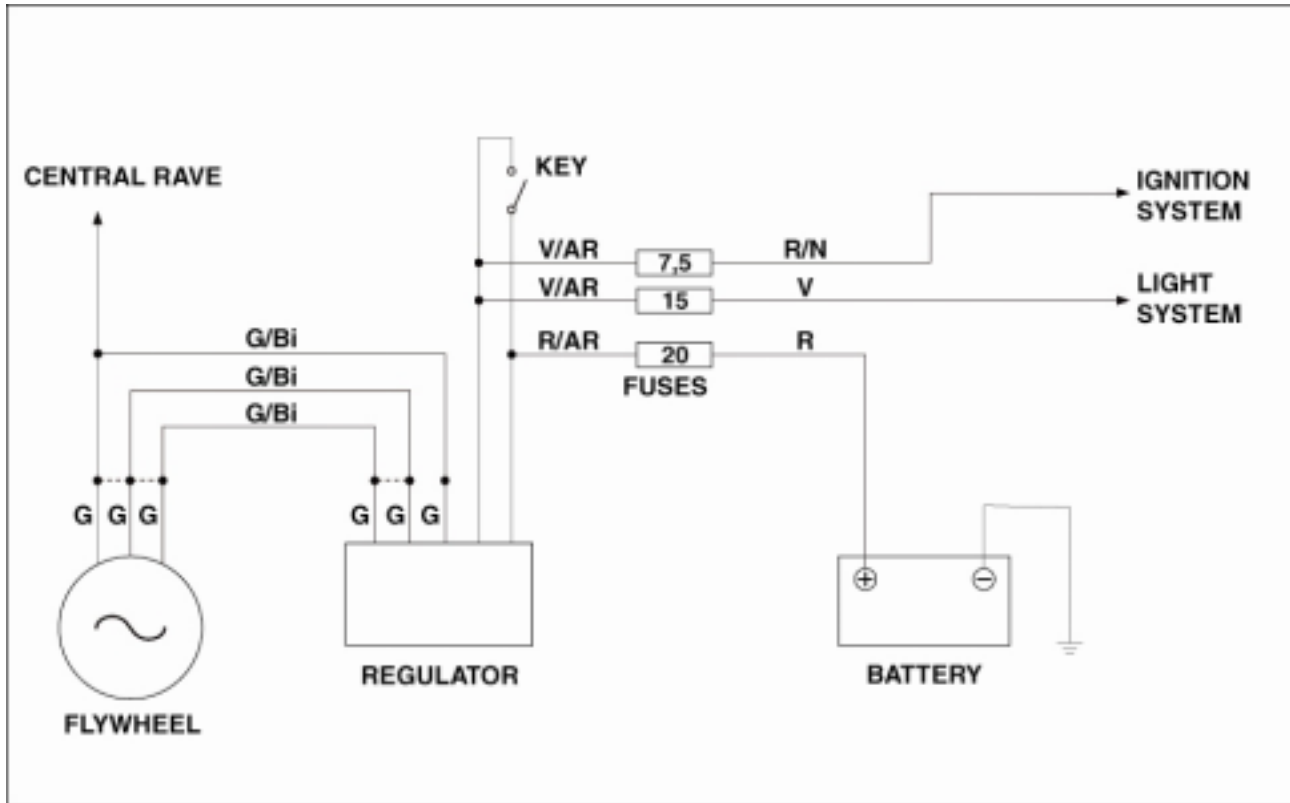 CENTRAL RAVE
KEY
IGNITION
SYSTEM
V/AR 7,5 R/N
V/AR 15 V
LIGHT
SYSTEM
G/Bi
R/AR 20 R
FUSES
G/Bi
G/Bi
G G G
G G G
+ −
REGULATOR
BATTERY
FLYWHEEL